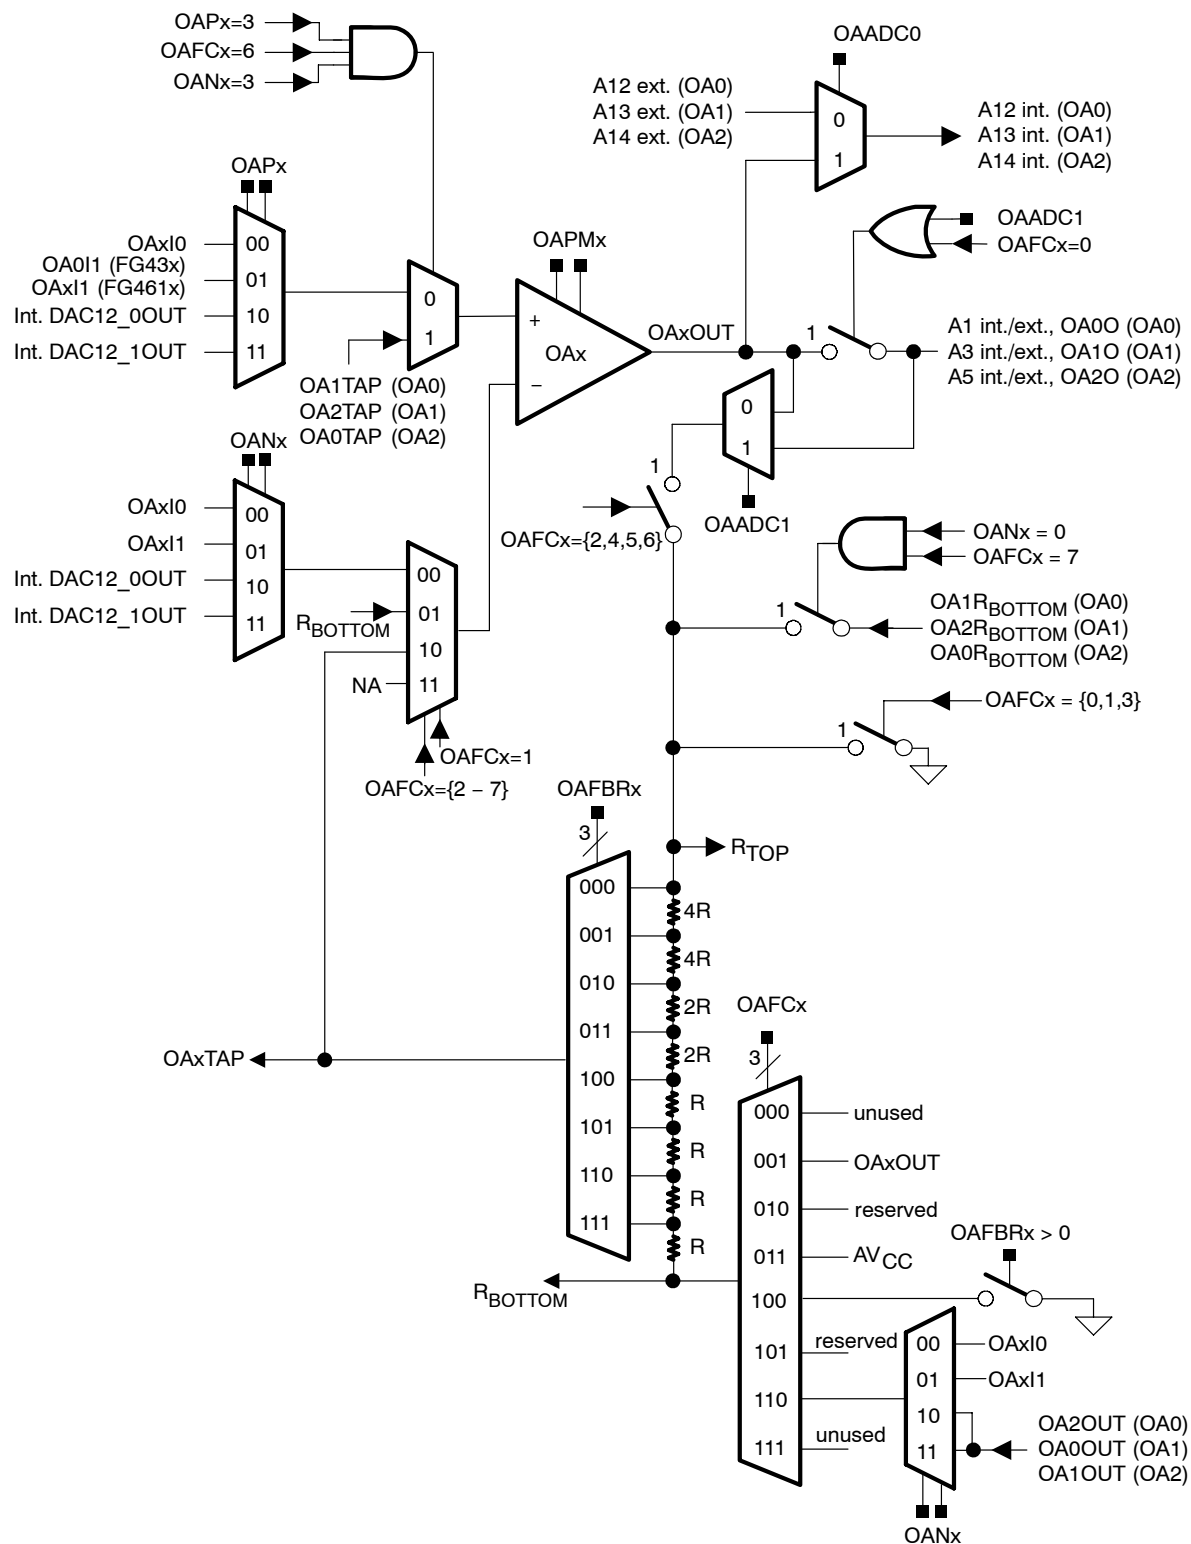 OAPx=3
OAFCx=6
OANx=3
OAADC0
A12 ext. (OA0)
A13 ext. (OA1)
A14 ext. (OA2)
0
1
A12 int. (OA0)
A13 int. (OA1)
A14 int. (OA2)
OAPx
OAxI0
OA0I1 (FG43x)
OAxI1 (FG461x)
Int. DAC12_0OUT
Int. DAC12_1OUT
00
01
10
11
0
1
OA1TAP (OA0)
OA2TAP (OA1)
OA0TAP (OA2)
OAPMx
+
OAx
−
OAxOUT
OAADC1
OAFCx=0
1
A1 int./ext., OA0O (OA0)
A3 int./ext., OA1O (OA1)
A5 int./ext., OA2O (OA2)
0
1
OAADC1
1
OAFCx={2,4,5,6}
OANx
OAxI0
OAxI1
Int. DAC12_0OUT
Int. DAC12_1OUT
00
01
10
11
RBOTTOM
NA
00
01
10
11
OAFCx=1
OAFCx={2 − 7}
OANx = 0
OAFCx = 7
1
OA1RBOTTOM (OA0)
OA2RBOTTOM (OA1)
OA0RBOTTOM (OA2)
OAFCx = {0,1,3}
1
OAFBRx
3
RTOP
000
001
010
011
100
101
110
111
4R
4R
2R
2R
R
R
R
R
OAxTAP
RBOTTOM
OAFCx
3
000
001
010
011
100
101
110
111
unused
OAxOUT
reserved
AVCC
OAFBRx > 0
reserved
unused
00
01
10
11
OAxI0
OAxI1
OA2OUT (OA0)
OA0OUT (OA1)
OA1OUT (OA2)
OANx